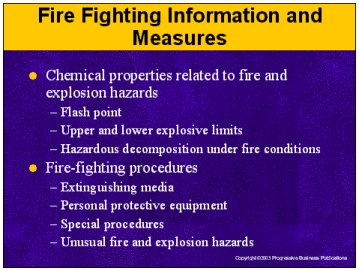 Fire Fighting Information and
Measures
Chemical properties related to fire and
explosion hazards
– Flash point
– Upper and lower explosive limits
– Hazardous decomposition under fire conditions
Fire-fighting procedures
– Extinguishing media
– Personal protective equipment
– Special procedures
– Unusual fire and explosion hazards
Copyright ©2003 Progressive Business Publications